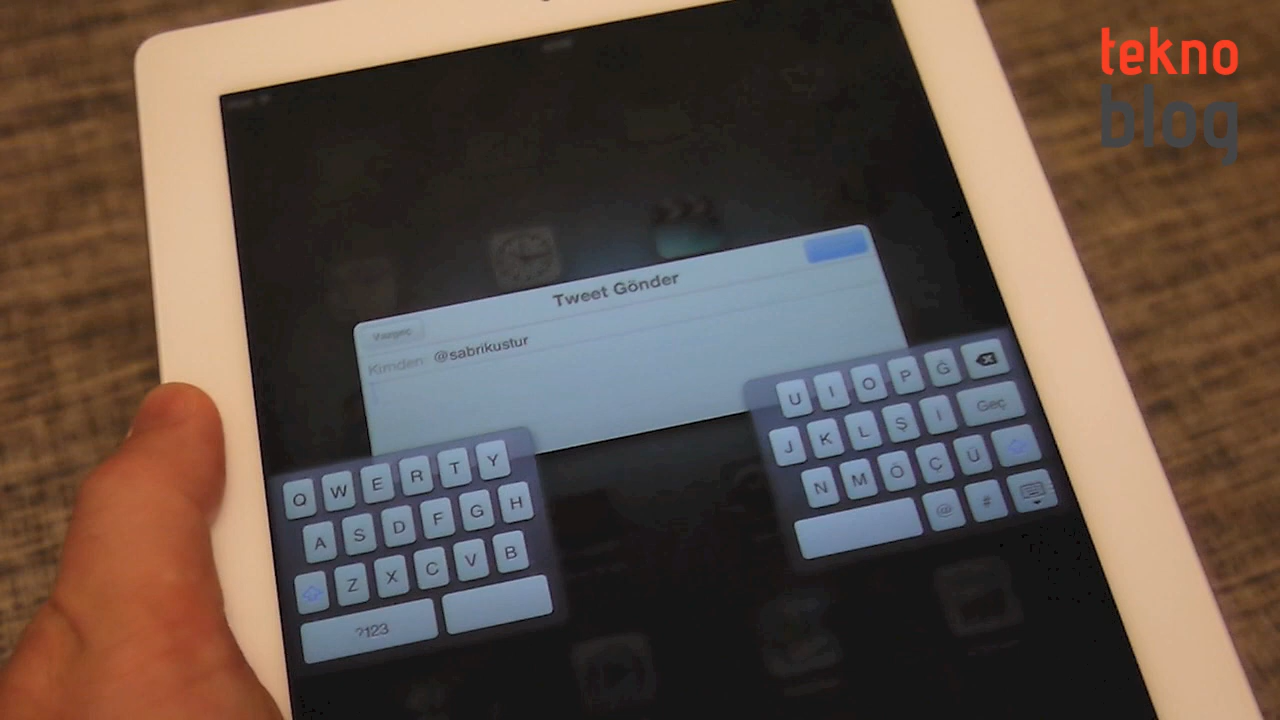 tekno
blog
Tweet Gönder
Vazgeç
Kimden @sabrikustur
Q W E R T Y
A S D F G H
Z X C V B
?123
U I O P Ğ
J K L Ş İ Geç
N M Ö Ç Ü
@ #